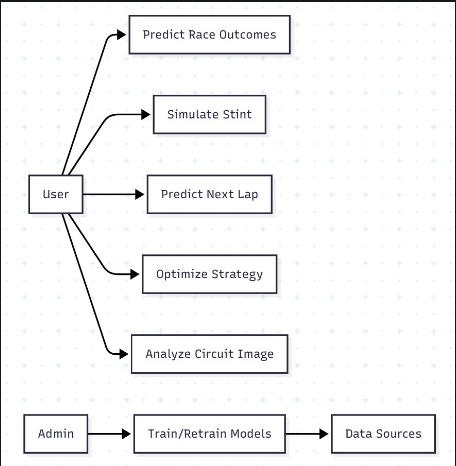 Predict Race Outcomes
Simulate Stint
User
Predict Next Lap
Optimize Strategy
Analyze Circuit Image
Admin
Train/Retrain Models
Data Sources